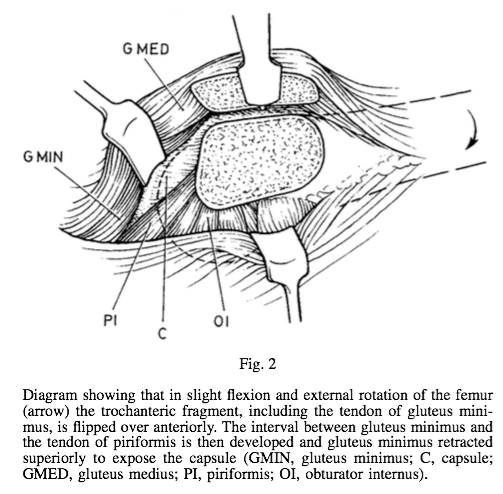 G MED
G MIN
PI
C
OI
Fig. 2
Diagram showing that in slight flexion and external rotation of the femur
(arrow) the trochanteric fragment, including the tendon of gluteus mini-
mus, is flipped over anteriorly. The interval between gluteus minimus and
the tendon of piriformis is then developed and gluteus minimus retracted
superiorly to expose the capsule (GMIN, gluteus minimus; C, capsule;
GMED, gluteus medius; PI, piriformis; OI, obturator internus).